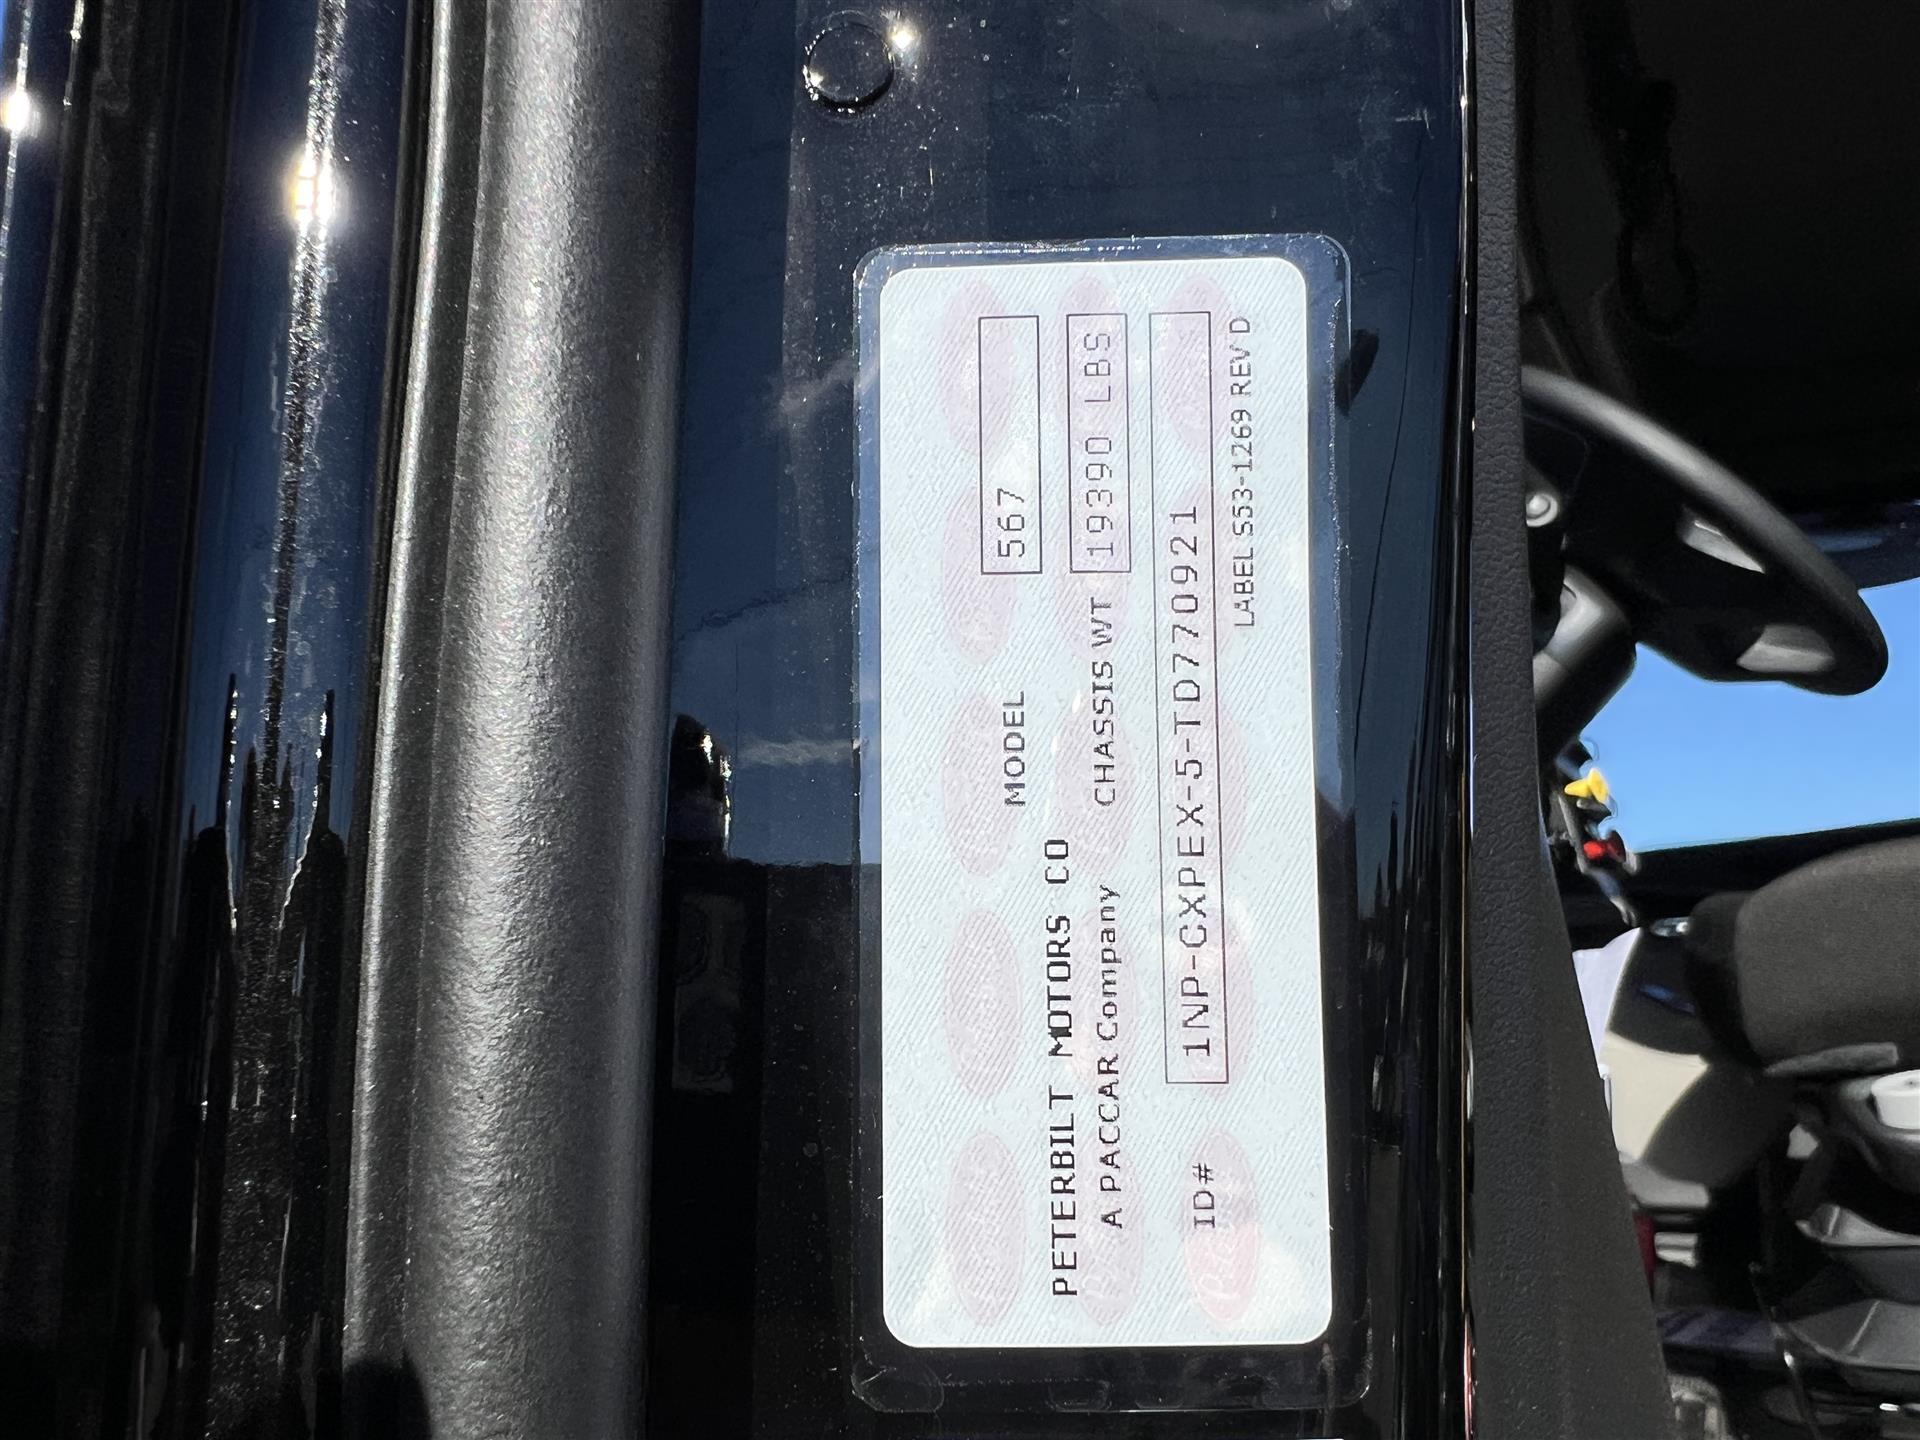 MODEL 567
PETERBILT MOTORS CO
A PACCAR Company CHASSIS WT 19390 LBS
ID# 1NP-CXPEX-5-TD770921
LABEL S53-1269 REV D